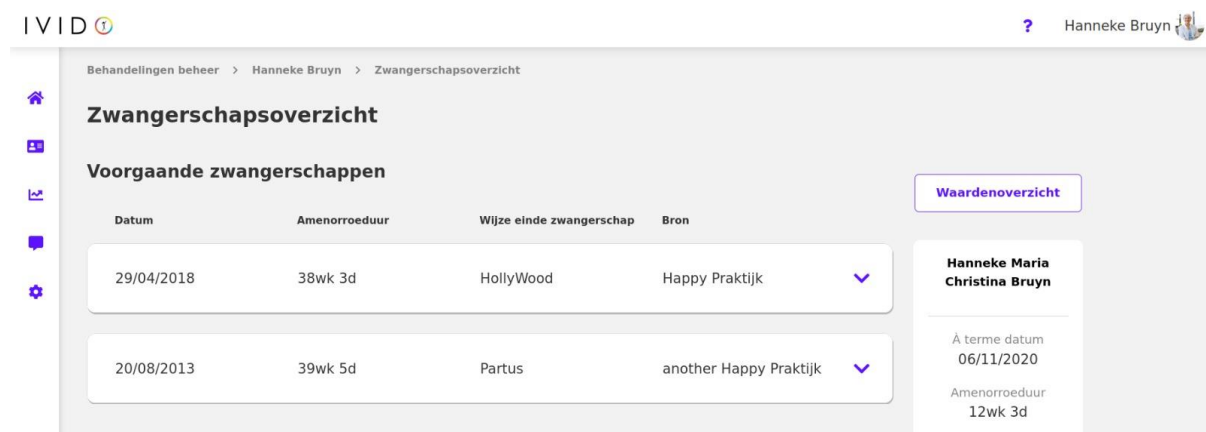 IVIDO
? Hanneke Bruyn
Behandelingen beheer > Hanneke Bruyn > Zwangerschapsoverzicht
Zwangerschapsoverzicht
Voorgaande zwangerschappen
Datum Amenorroeduur Wijze einde zwangerschap Bron
29/04/2018 38wk 3d HollyWood Happy Praktijk
20/08/2013 39wk 5d Partus another Happy Praktijk
Waardenoverzicht
Hanneke Maria
Christina Bruyn
À terme datum
06/11/2020
Amenorroeduur
12wk 3d